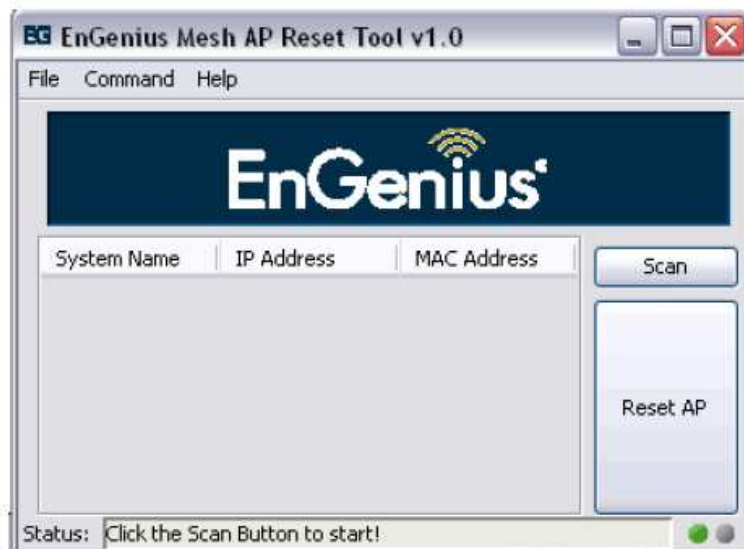 EG EnGenius Mesh AP Reset Tool v1.0
File Command Help
EnGenius
System Name IP Address MAC Address
Scan
Reset AP
Status: Click the Scan Button to start!